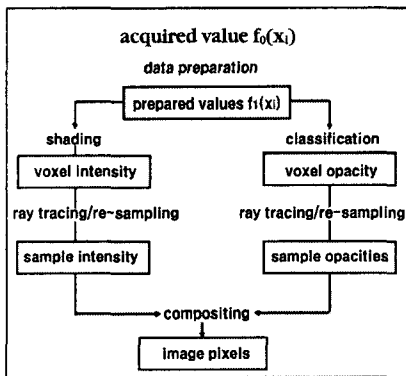 acquired value f₀(xᵢ)
data preparation
prepared values f₁(xᵢ)
shading classification
voxel intensity voxel opacity
ray tracing/re~sampling ray tracing/re-sampling
sample intensity sample opacities
compositing
image pixels